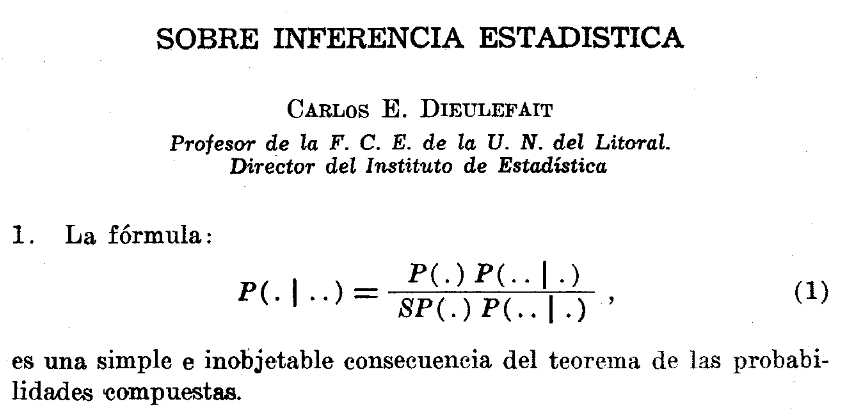 SOBRE INFERENCIA ESTADISTICA
CARLOS E. DIEULEFAIT
Profesor de la F. C. E. de la U. N. del Litoral.
Director del Instituto de Estadística
1. La fórmula:
P(. | ..) = P(.) P(.. | .) / SP(.) P(.. | .) , (1)
es una simple e inobjetable consecuencia del teorema de las probabi-
lidades compuestas.